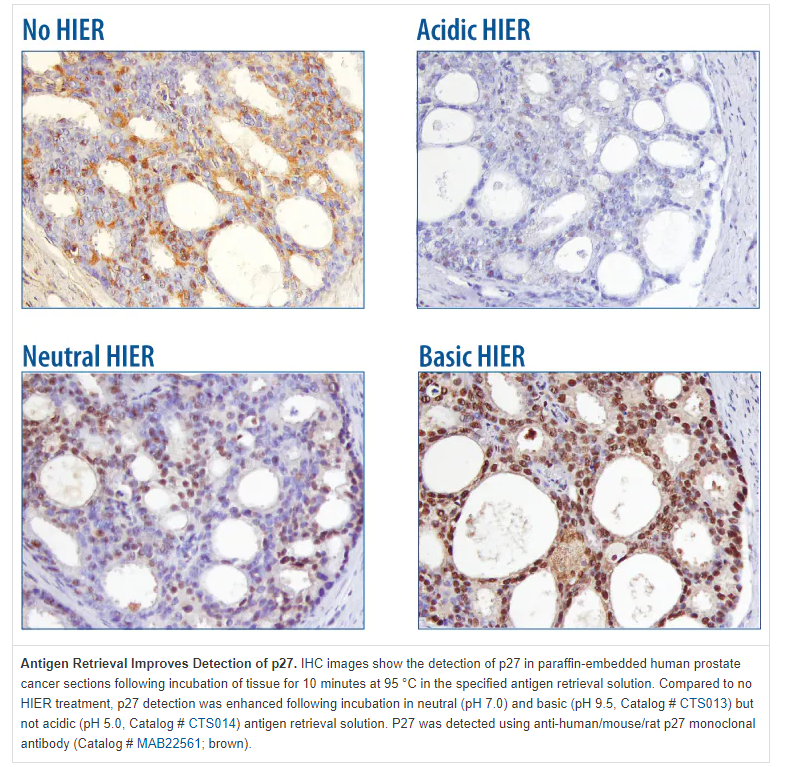 No HIER
Acidic HIER
Neutral HIER
Basic HIER
Antigen Retrieval Improves Detection of p27. IHC images show the detection of p27 in paraffin-embedded human prostate
cancer sections following incubation of tissue for 10 minutes at 95 °C in the specified antigen retrieval solution. Compared to no
HIER treatment, p27 detection was enhanced following incubation in neutral (pH 7.0) and basic (pH 9.5, Catalog # CTS013) but
not acidic (pH 5.0, Catalog # CTS014) antigen retrieval solution. P27 was detected using anti-human/mouse/rat p27 monoclonal
antibody (Catalog # MAB22561; brown).